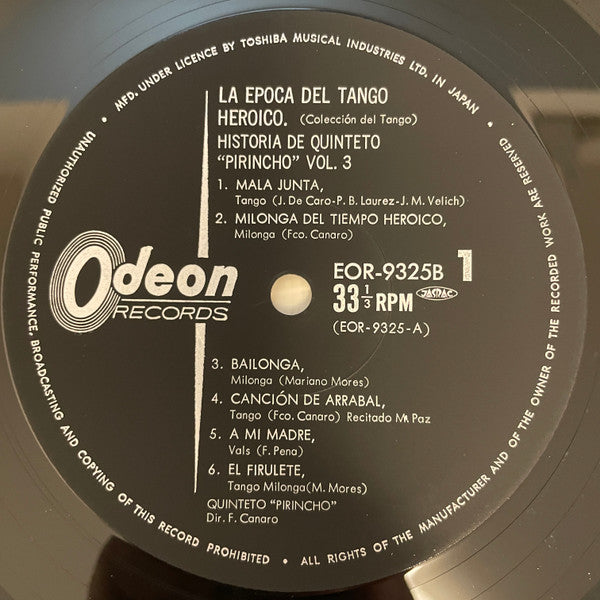 • MFD. UNDER LICENCE BY TOSHIBA MUSICAL INDUSTRIES LTD. IN JAPAN •
LA EPOCA DEL TANGO
HEROICO. (Colección del Tango)
HISTORIA DE QUINTETO
"PIRINCHO" VOL. 3
1. MALA JUNTA,
Tango (J. De Caro-P. B. Laurez-J. M. Velich)
2. MILONGA DEL TIEMPO HEROICO,
Milonga (Fco. Canaro)
Odeon
RECORDS
EOR-9325B 1
33 1/3 RPM JASRAC
(EOR-9325-A)
3. BAILONGA,
Milonga (Mariano Mores)
4. CANCIÓN DE ARRABAL,
Tango (Fco. Canaro) Recitado Mª Paz
5. A MI MADRE,
Vals (F. Pena)
6. EL FIRULETE,
Tango Milonga (M. Mores)
QUINTETO "PIRINCHO"
Dir. F. Canaro
UNAUTHORIZED PUBLIC PERFORMANCE, BROADCASTING AND COPYING OF THIS RECORD PROHIBITED • ALL RIGHTS OF THE MANUFACTURER AND OF THE OWNER OF THE RECORDED WORK ARE RESERVED